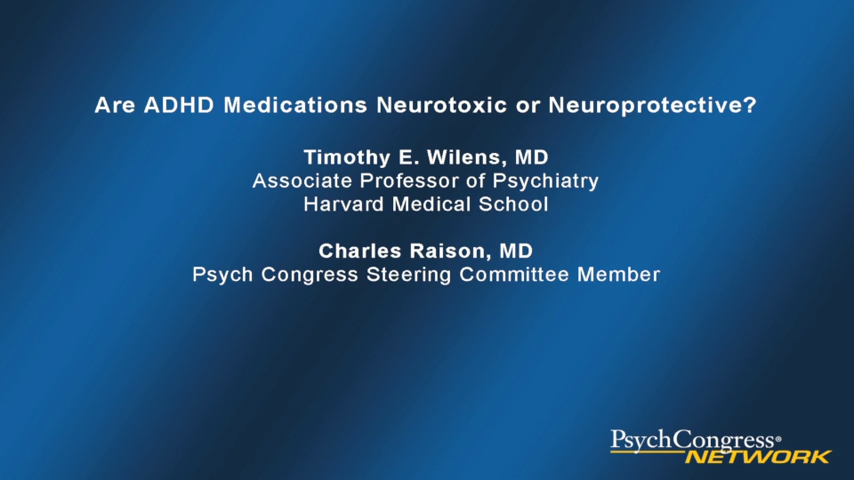 Are ADHD Medications Neurotoxic or Neuroprotective?
Timothy E. Wilens, MD
Associate Professor of Psychiatry
Harvard Medical School
Charles Raison, MD
Psych Congress Steering Committee Member
PsychCongress®
NETWORK